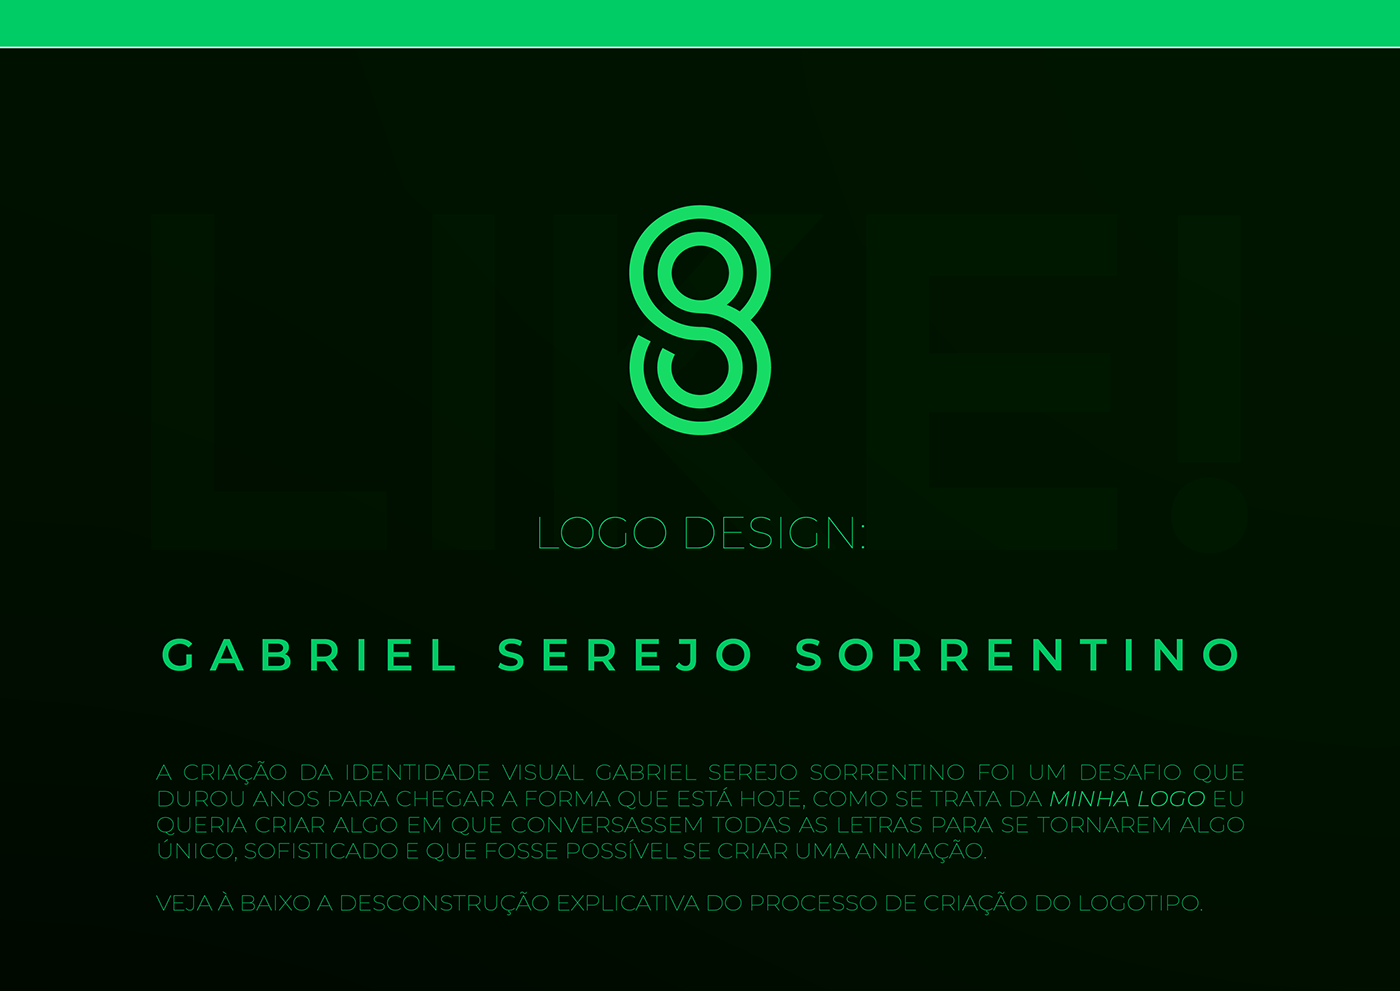 LIKE!
LOGO DESIGN:
GABRIEL SEREJO SORRENTINO
A CRIAÇÃO DA IDENTIDADE VISUAL GABRIEL SEREJO SORRENTINO FOI UM DESAFIO QUE
DUROU ANOS PARA CHEGAR A FORMA QUE ESTÁ HOJE, COMO SE TRATA DA MINHA LOGO EU
QUERIA CRIAR ALGO EM QUE CONVERSASSEM TODAS AS LETRAS PARA SE TORNAREM ALGO
ÚNICO, SOFISTICADO E QUE FOSSE POSSÍVEL SE CRIAR UMA ANIMAÇÃO.
VEJA À BAIXO A DESCONSTRUÇÃO EXPLICATIVA DO PROCESSO DE CRIAÇÃO DO LOGOTIPO.